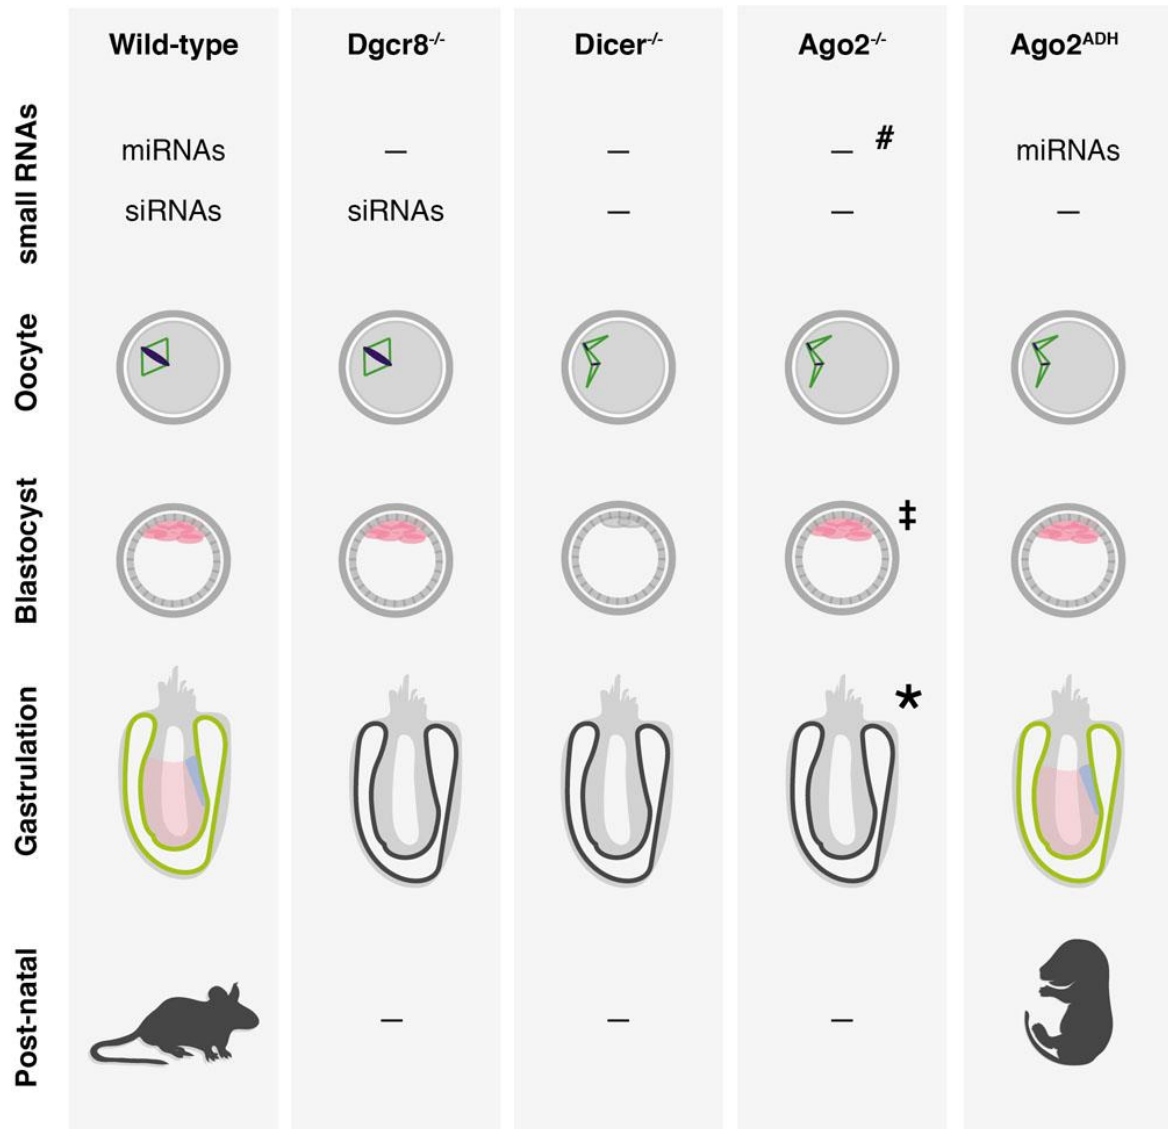 Wild-type Dgcr8-/- Dicer-/- Ago2-/- Ago2ADH
small RNAs
miRNAs – – – # miRNAs
siRNAs siRNAs – – –
Oocyte
Blastocyst ‡
Gastrulation *
Post-natal – – –